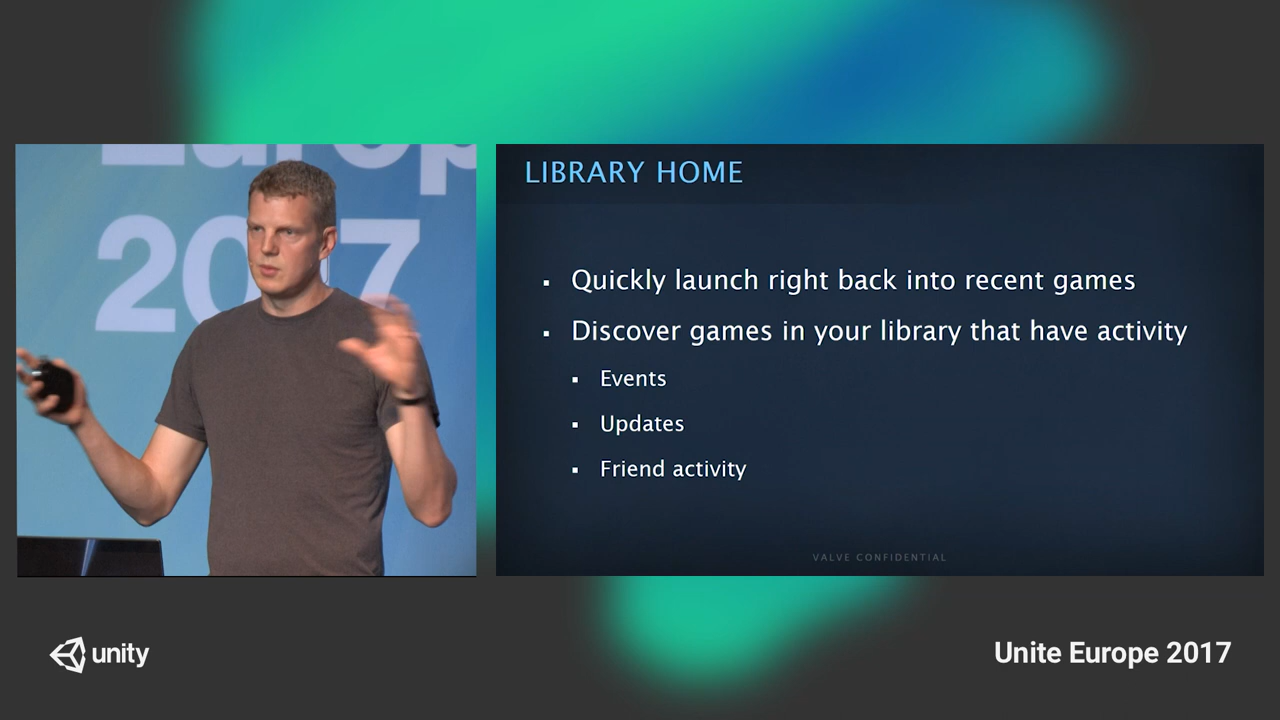 Europ
2017
LIBRARY HOME
Quickly launch right back into recent games
Discover games in your library that have activity
Events
Updates
Friend activity
VALVE CONFIDENTIAL
unity
Unite Europe 2017